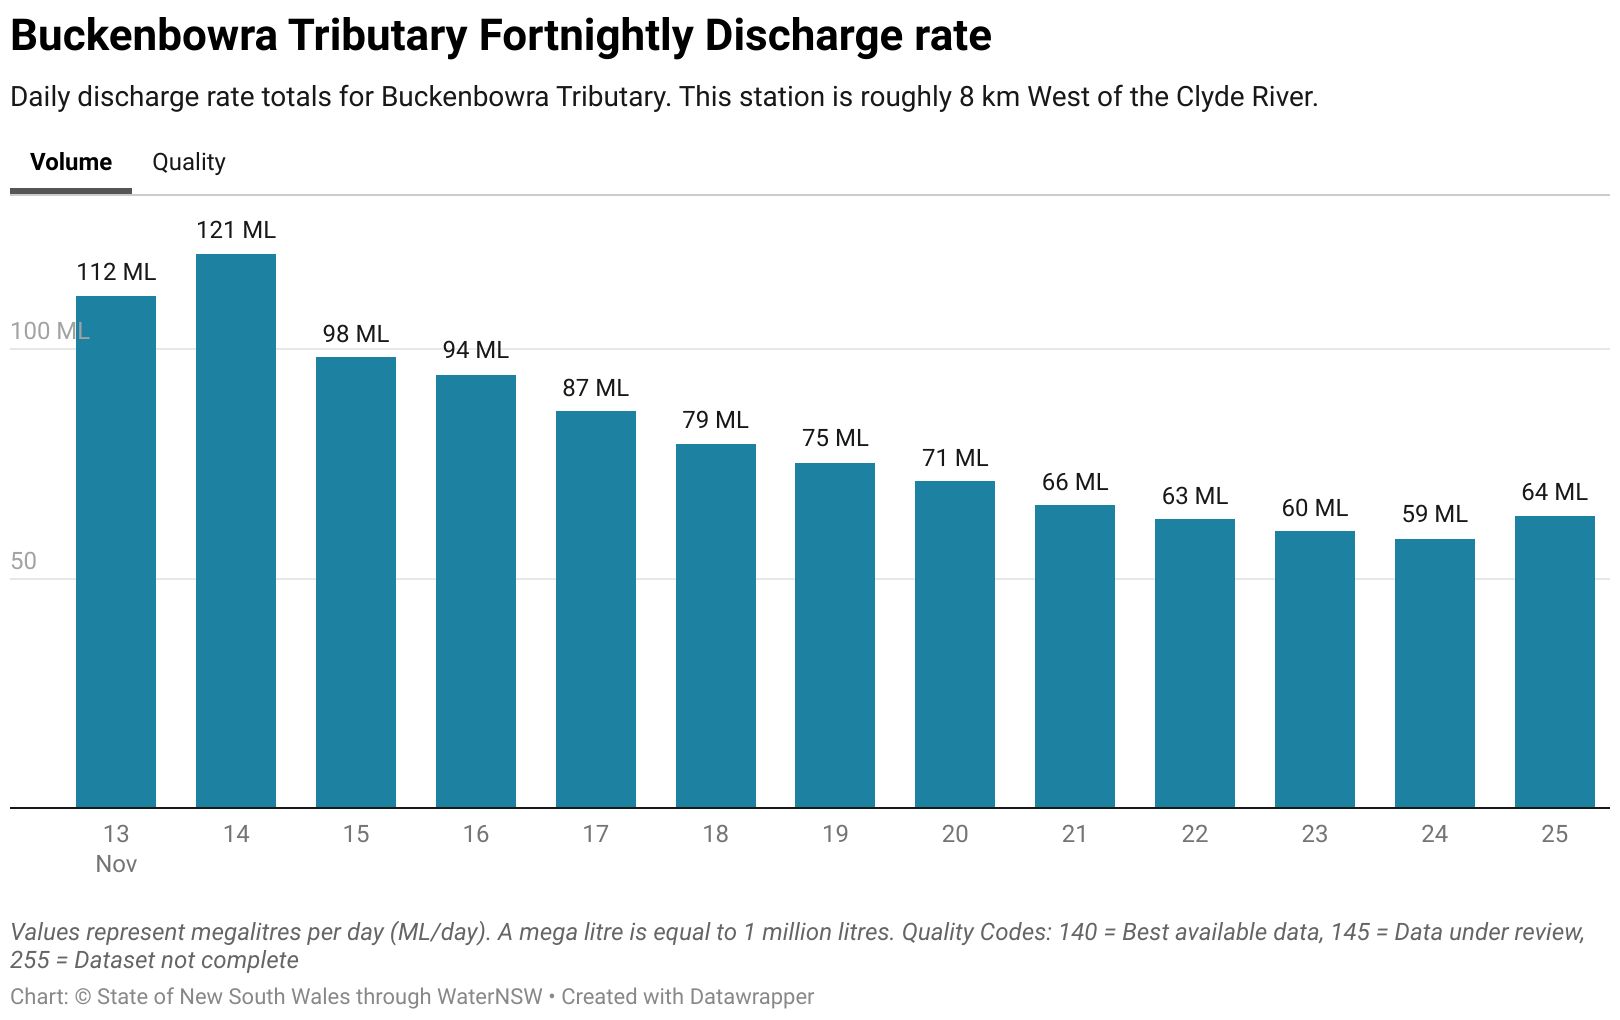 Buckenbowra Tributary Fortnightly Discharge rate
Daily discharge rate totals for Buckenbowra Tributary. This station is roughly 8 km West of the Clyde River.
Volume Quality
121 ML
112 ML
100 ML
98 ML
94 ML
87 ML
79 ML
75 ML
71 ML
66 ML
63 ML
60 ML
59 ML
64 ML
50
13 14 15 16 17 18 19 20 21 22 23 24 25
Nov
Values represent megalitres per day (ML/day). A mega litre is equal to 1 million litres. Quality Codes: 140 = Best available data, 145 = Data under review,
255 = Dataset not complete
Chart: © State of New South Wales through WaterNSW • Created with Datawrapper